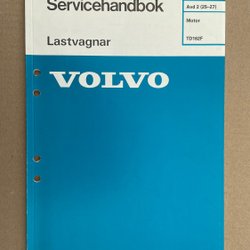 Servicehandbok
Avd 2 (25–27)
Motor
TD162F
Lastvagnar
VOLVO